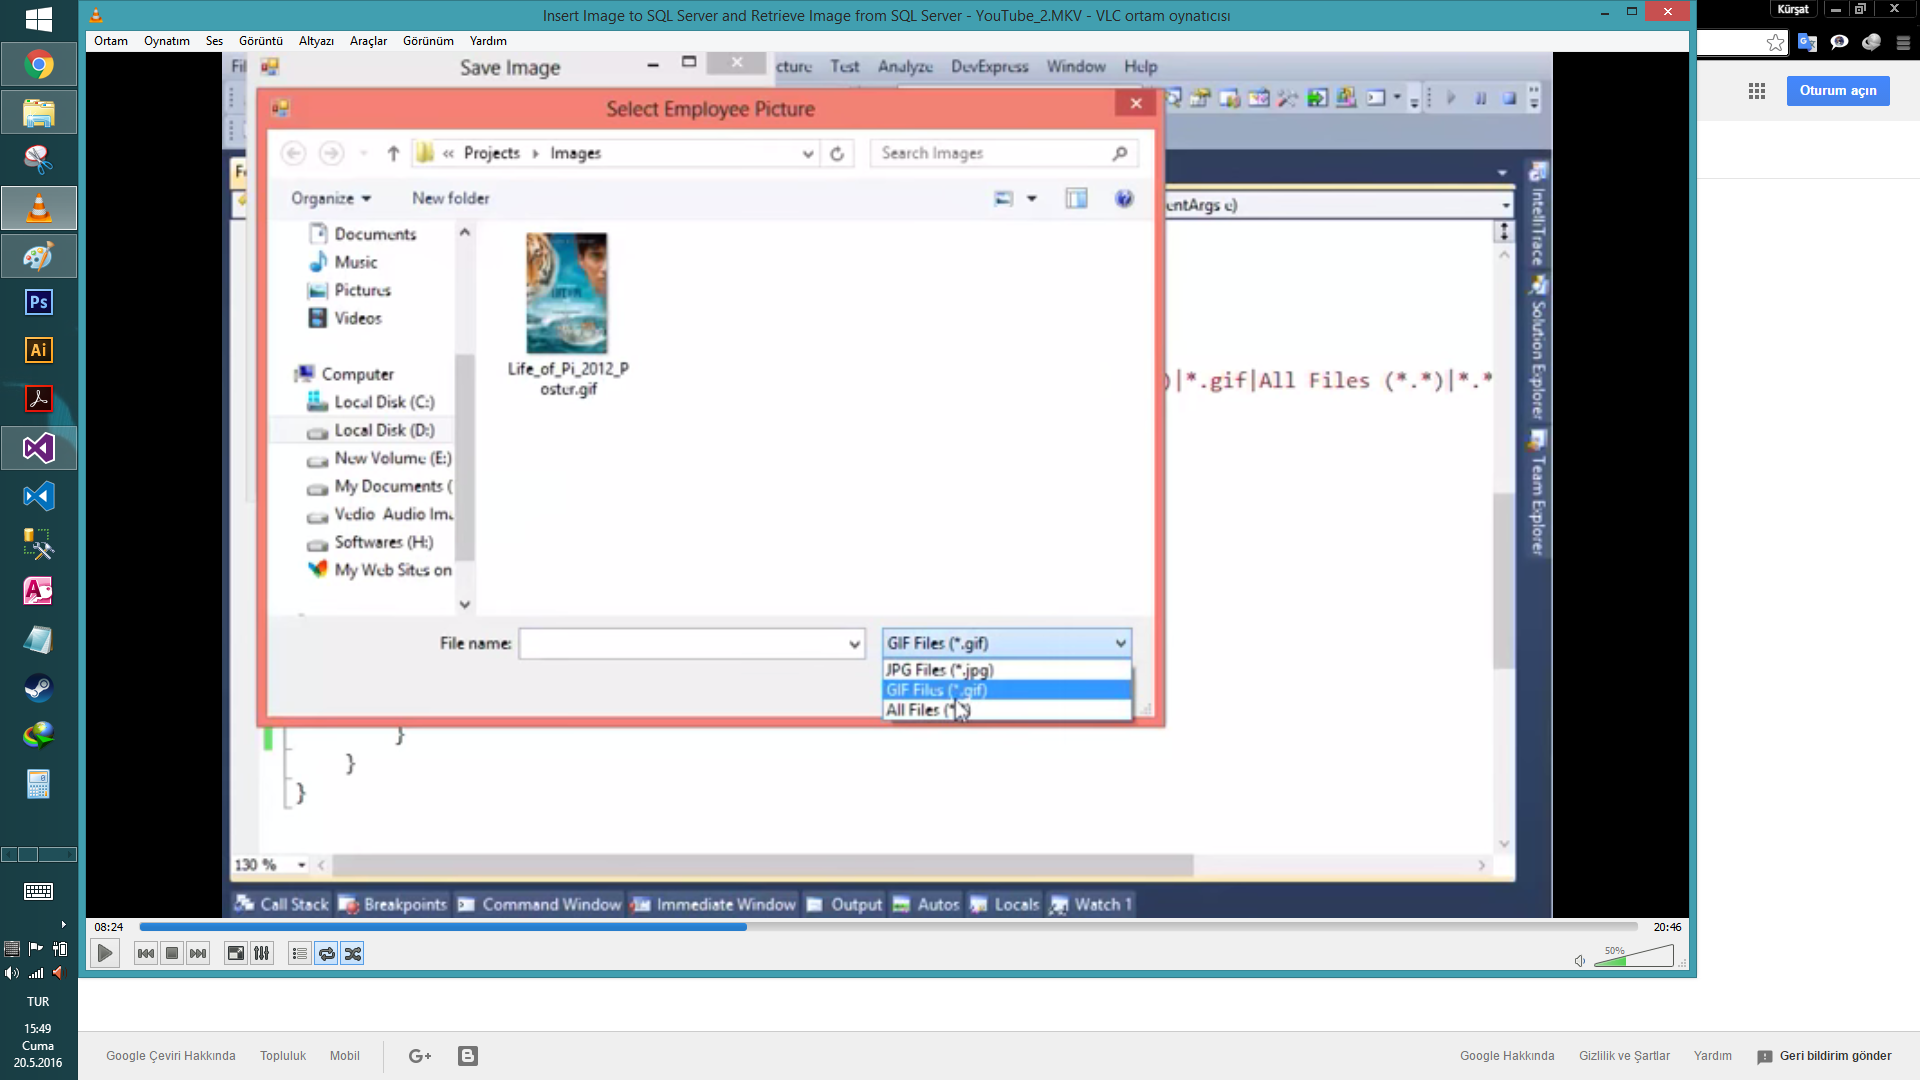 Insert Image to SQL Server and Retrieve Image from SQL Server - YouTube_2.MKV - VLC ortam oynatıcısı
Kürşat
Ortam Oynatım Ses Görüntü Altyazı Araçlar Görünüm Yardım
Save Image
cture Test Analyze DevExpress Window Help
Oturum açın
Select Employee Picture
« Projects Images
Search Images
Organize
New folder
entArgs e)
Documents
Music
Pictures
Videos
Computer
Local Disk (C:)
Local Disk (D:)
New Volume (E:)
My Documents (
Vedio Audio Ima
Softwares (H:)
My Web Sites on
Life_of_Pi_2012_P
oster.gif
)|*.gif|All Files (*.*)|*.*
IntelliTrace
Solution Explorer
Team Explorer
File name:
GIF Files (*.gif)
JPG Files (*.jpg)
GIF Files (*.gif)
All Files (*.*)
}
}
}
130 %
Call Stack Breakpoints Command Window Immediate Window Output Autos Locals Watch 1
08:24
20:46
50%
Ps
Ai
TUR
15:49
Cuma
20.5.2016
Google Çeviri Hakkında Topluluk Mobil G+ Google Hakkında Gizlilik ve Şartlar Yardım Geri bildirim gönder